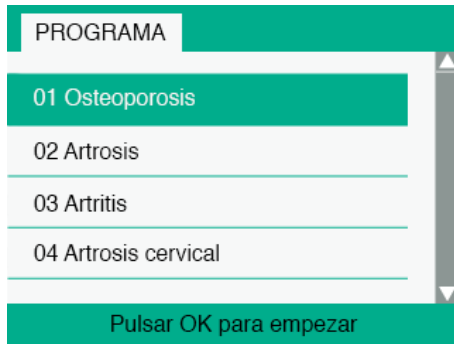 PROGRAMA
01 Osteoporosis
02 Artrosis
03 Artritis
04 Artrosis cervical
Pulsar OK para empezar